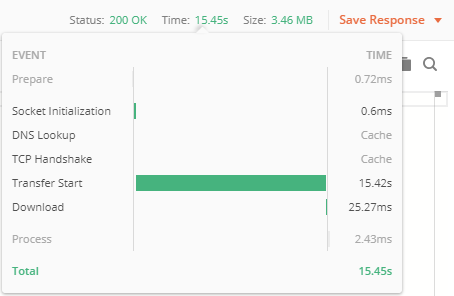 Status: 200 OK Time: 15.45s Size: 3.46 MB Save Response
EVENT TIME
Prepare 0.72ms
Socket Initialization 0.6ms
DNS Lookup Cache
TCP Handshake Cache
Transfer Start 15.42s
Download 25.27ms
Process 2.43ms
Total 15.45s